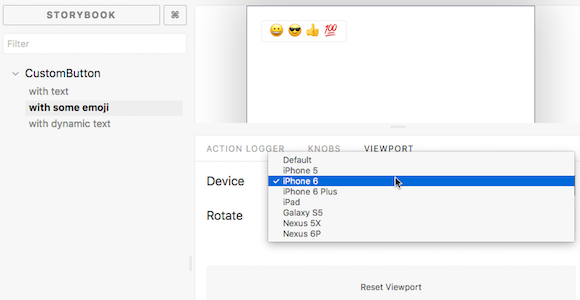 STORYBOOK ⌘
Filter
CustomButton
with text
with some emoji
with dynamic text
😀 😎 👍 💯
ACTION LOGGER KNOBS VIEWPORT
Device
Rotate
Default
iPhone 5
✓ iPhone 6
iPhone 6 Plus
iPad
Galaxy S5
Nexus 5X
Nexus 6P
Reset Viewport